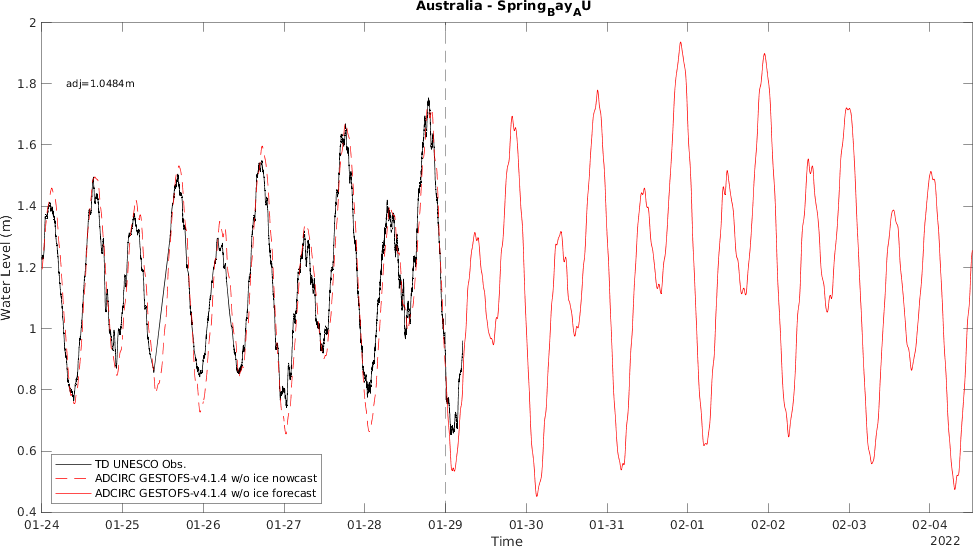 Australia - SpringBayAU
2
adj=1.0484m
1.8
1.6
1.4
1.2
1
0.8
0.6
0.4
Water Level (m)
TD UNESCO Obs.
ADCIRC GESTOFS-v4.1.4 w/o ice nowcast
ADCIRC GESTOFS-v4.1.4 w/o ice forecast
01-24 01-25 01-26 01-27 01-28 01-29 01-30 01-31 02-01 02-02 02-03 02-04
Time
2022